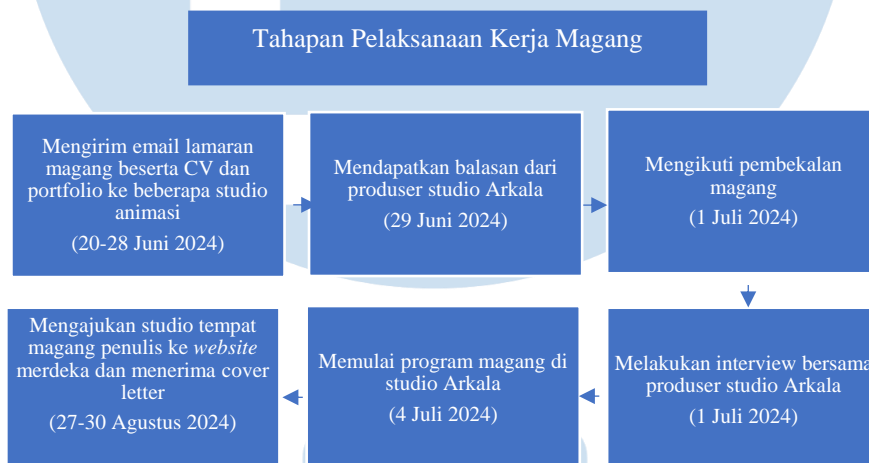 Tahapan Pelaksanaan Kerja Magang
Mengirim email lamaran
magang beserta CV dan
portfolio ke beberapa studio
animasi
(20-28 Juni 2024)
Mendapatkan balasan dari
produser studio Arkala
(29 Juni 2024)
Mengikuti pembekalan
magang
(1 Juli 2024)
Melakukan interview bersama
produser studio Arkala
(1 Juli 2024)
Memulai program magang di
studio Arkala
(4 Juli 2024)
Mengajukan studio tempat
magang penulis ke website
merdeka dan menerima cover
letter
(27-30 Agustus 2024)